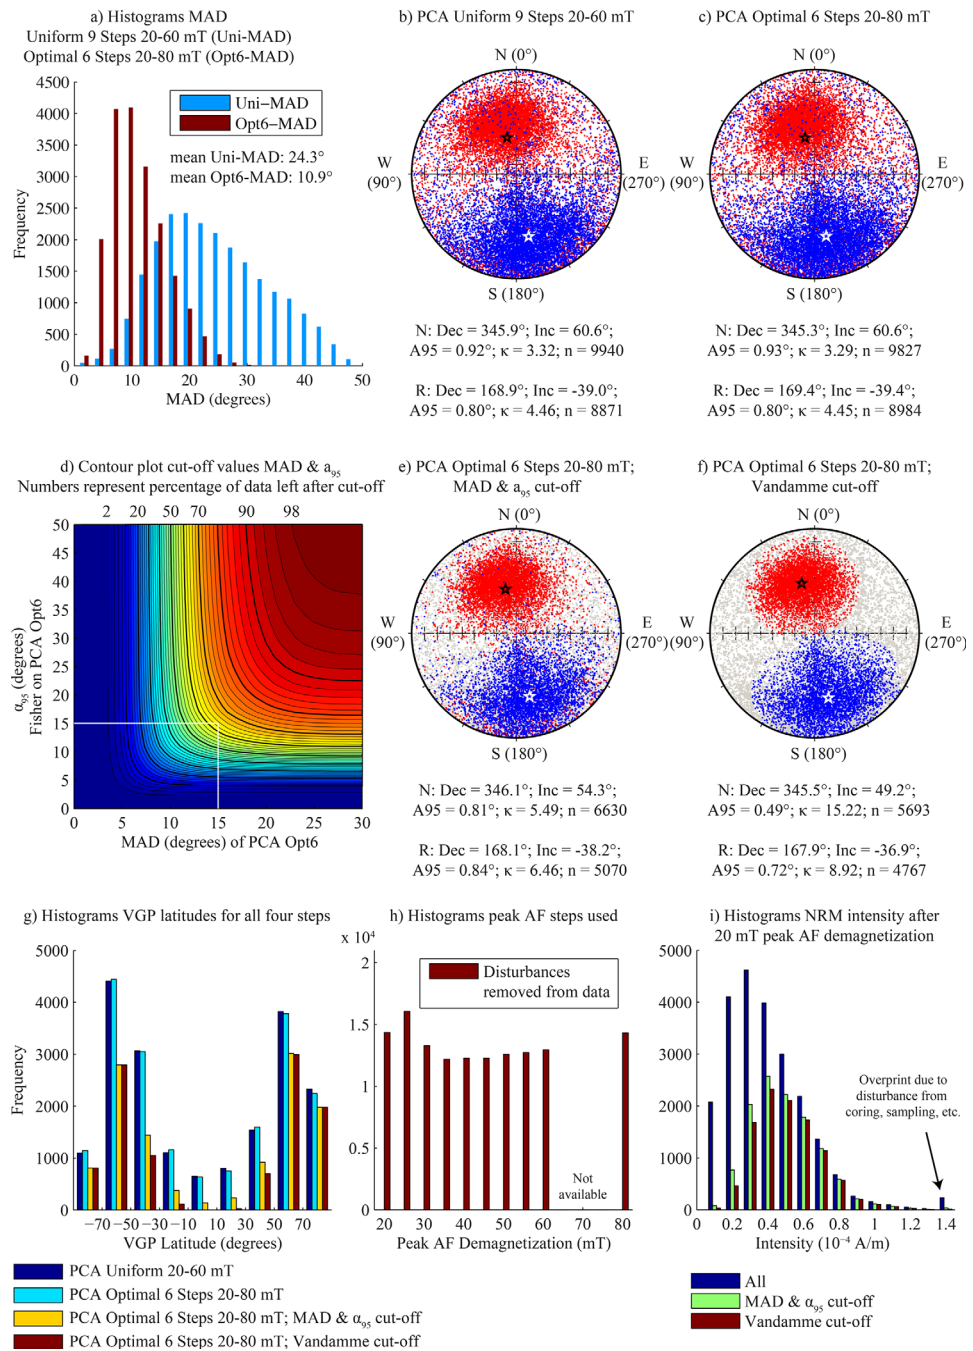 a) Histograms MAD
Uniform 9 Steps 20-60 mT (Uni-MAD)
Optimal 6 Steps 20-80 mT (Opt6-MAD)
4500
4000
3500
3000
2500
2000
1500
1000
500
0
Frequency
Uni−MAD
Opt6−MAD
mean Uni-MAD: 24.3°
mean Opt6-MAD: 10.9°
0 10 20 30 40 50
MAD (degrees)
b) PCA Uniform 9 Steps 20-60 mT
N (0°)
W
(90°)
E
(270°)
S (180°)
N: Dec = 345.9°; Inc = 60.6°;
A95 = 0.92°; κ = 3.32; n = 9940
R: Dec = 168.9°; Inc = -39.0°;
A95 = 0.80°; κ = 4.46; n = 8871
c) PCA Optimal 6 Steps 20-80 mT
N (0°)
W
(90°)
E
(270°)
S (180°)
N: Dec = 345.3°; Inc = 60.6°;
A95 = 0.93°; κ = 3.29; n = 9827
R: Dec = 169.4°; Inc = -39.4°;
A95 = 0.80°; κ = 4.45; n = 8984
d) Contour plot cut-off values MAD & a95
Numbers represent percentage of data left after cut-off
2 20 50 70 90 98
50
45
40
35
30
25
20
15
10
5
0
α95 (degrees)
Fisher on PCA Opt6
0 5 10 15 20 25 30
MAD (degrees) of PCA Opt6
e) PCA Optimal 6 Steps 20-80 mT;
MAD & a95 cut-off
N (0°)
W
(90°)
E
(270°)
S (180°)
N: Dec = 346.1°; Inc = 54.3°;
A95 = 0.81°; κ = 5.49; n = 6630
R: Dec = 168.1°; Inc = -38.2°;
A95 = 0.84°; κ = 6.46; n = 5070
f) PCA Optimal 6 Steps 20-80 mT;
Vandamme cut-off
N (0°)
W
(90°)
E
(270°)
S (180°)
N: Dec = 345.5°; Inc = 49.2°;
A95 = 0.49°; κ = 15.22; n = 5693
R: Dec = 167.9°; Inc = -36.9°;
A95 = 0.72°; κ = 8.92; n = 4767
g) Histograms VGP latitudes for all four steps
5000
4000
3000
2000
1000
0
Frequency
−70 −50 −30 −10 10 30 50 70
VGP Latitude (degrees)
PCA Uniform 20-60 mT
PCA Optimal 6 Steps 20-80 mT
PCA Optimal 6 Steps 20-80 mT; MAD & α95 cut-off
PCA Optimal 6 Steps 20-80 mT; Vandamme cut-off
h) Histograms peak AF steps used
x 10⁴
2
1.5
1
0.5
0
Disturbances
removed from data
Not
available
20 30 40 50 60 70 80
Peak AF Demagnetization (mT)
i) Histograms NRM intensity after
20 mT peak AF demagnetization
5000
4000
3000
2000
1000
0
Overprint due to
disturbance from
coring, sampling, etc.
0.2 0.4 0.6 0.8 1 1.2 1.4
Intensity (10⁻⁴ A/m)
All
MAD & α95 cut-off
Vandamme cut-off